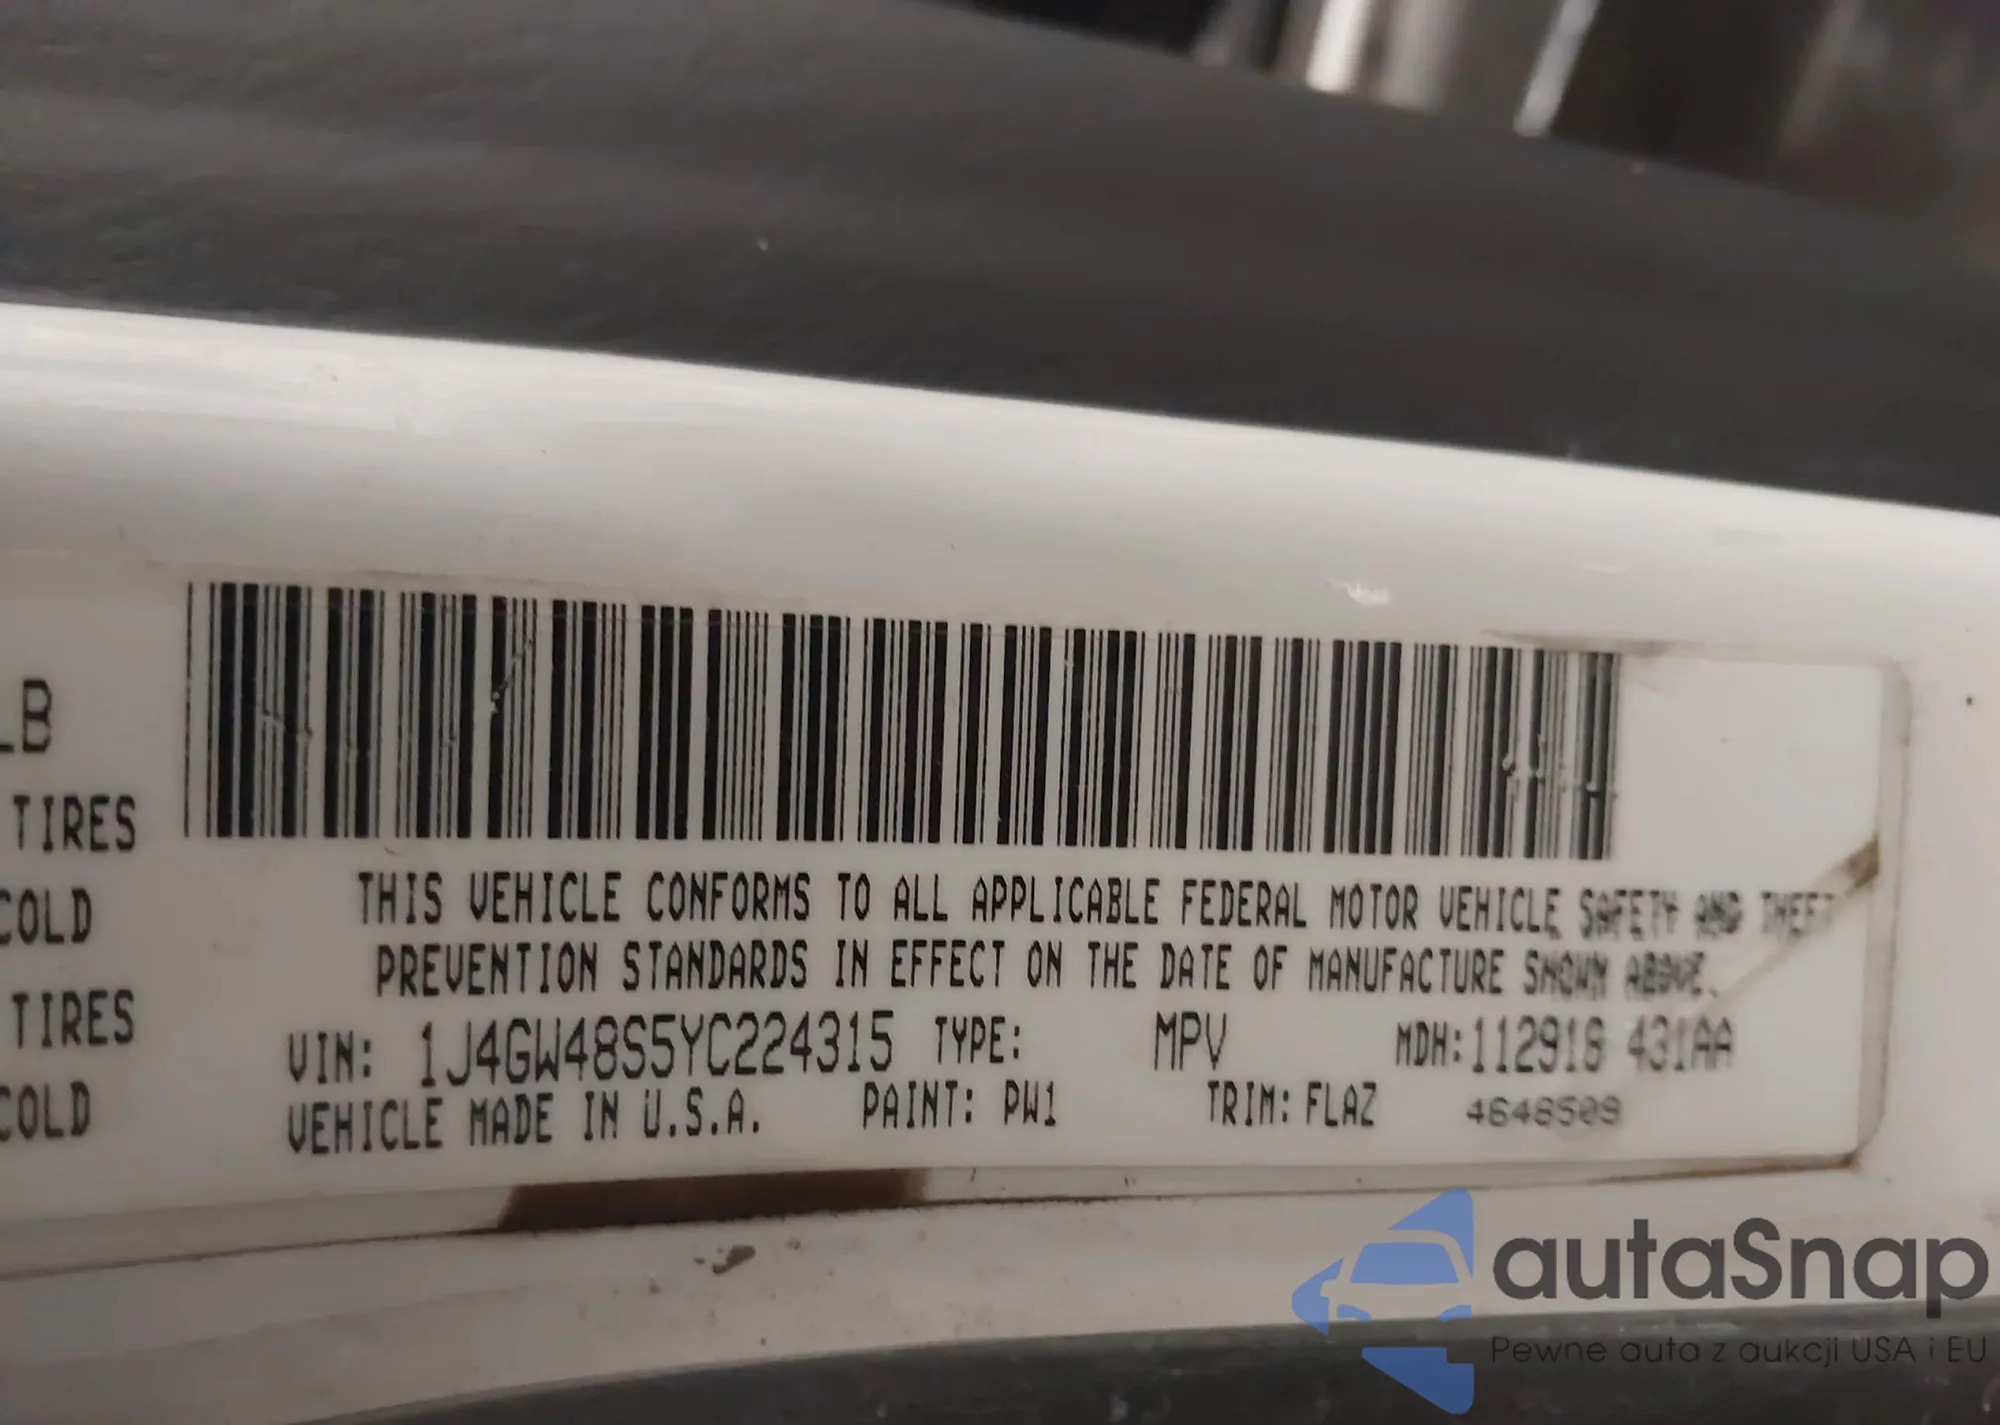 LB
TIRES
COLD
TIRES
COLD
THIS VEHICLE CONFORMS TO ALL APPLICABLE FEDERAL MOTOR VEHICLE SAFETY AND THEFT
PREVENTION STANDARDS IN EFFECT ON THE DATE OF MANUFACTURE SHOWN ABOVE.
VIN: 1J4GW48S5YC224315 TYPE: MPV MDH: 112918 431AA
VEHICLE MADE IN U.S.A. PAINT: PW1 TRIM: FLAZ 4648509
autaSnap
Pewne auta z aukcji USA i EU